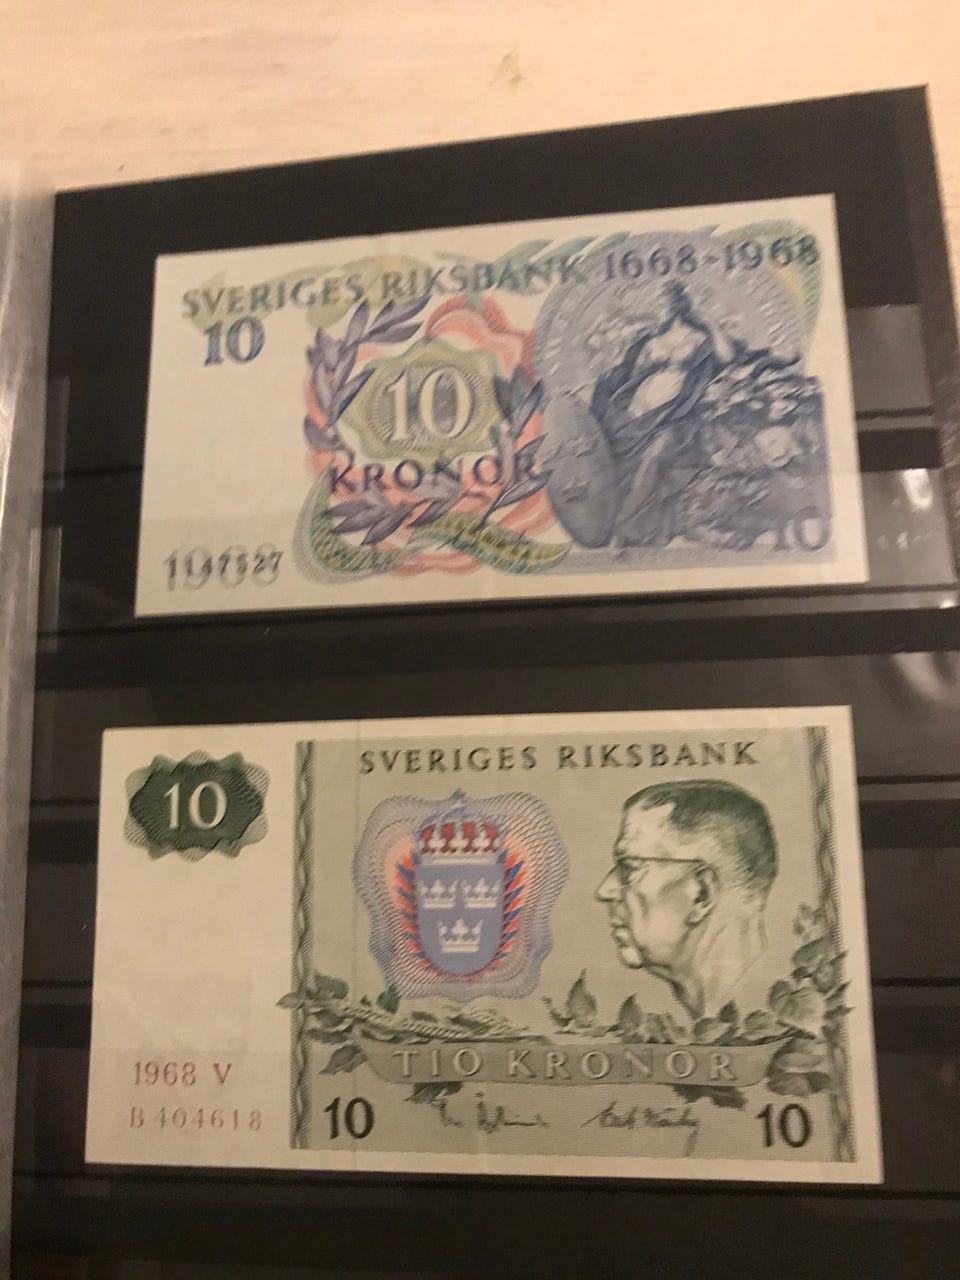 SVERIGES RIKSBANK 1668-1968
10
10
KRONOR
10
1968
1147527
SVERIGES RIKSBANK
10
TIO KRONOR
1968 V
B 404618
10
10